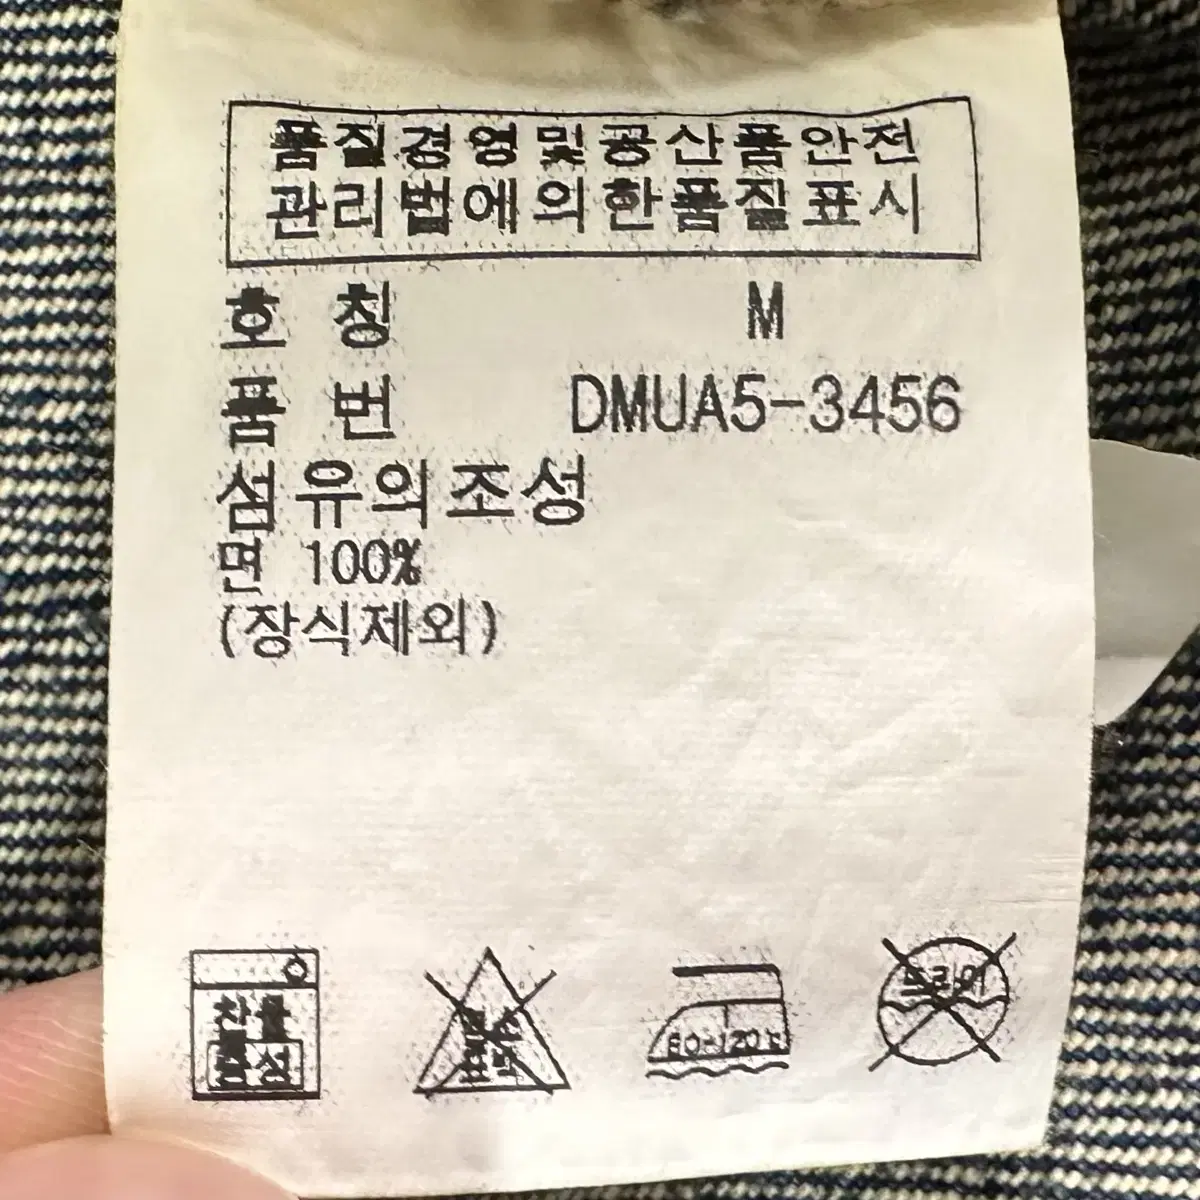 품질경영및공산품안전
관리법에의한품질표시
호 칭 M
품 번 DMUA5-3456
섬유의조성
면 100%
(장식제외)
찬물
중성
80-120℃
드라이